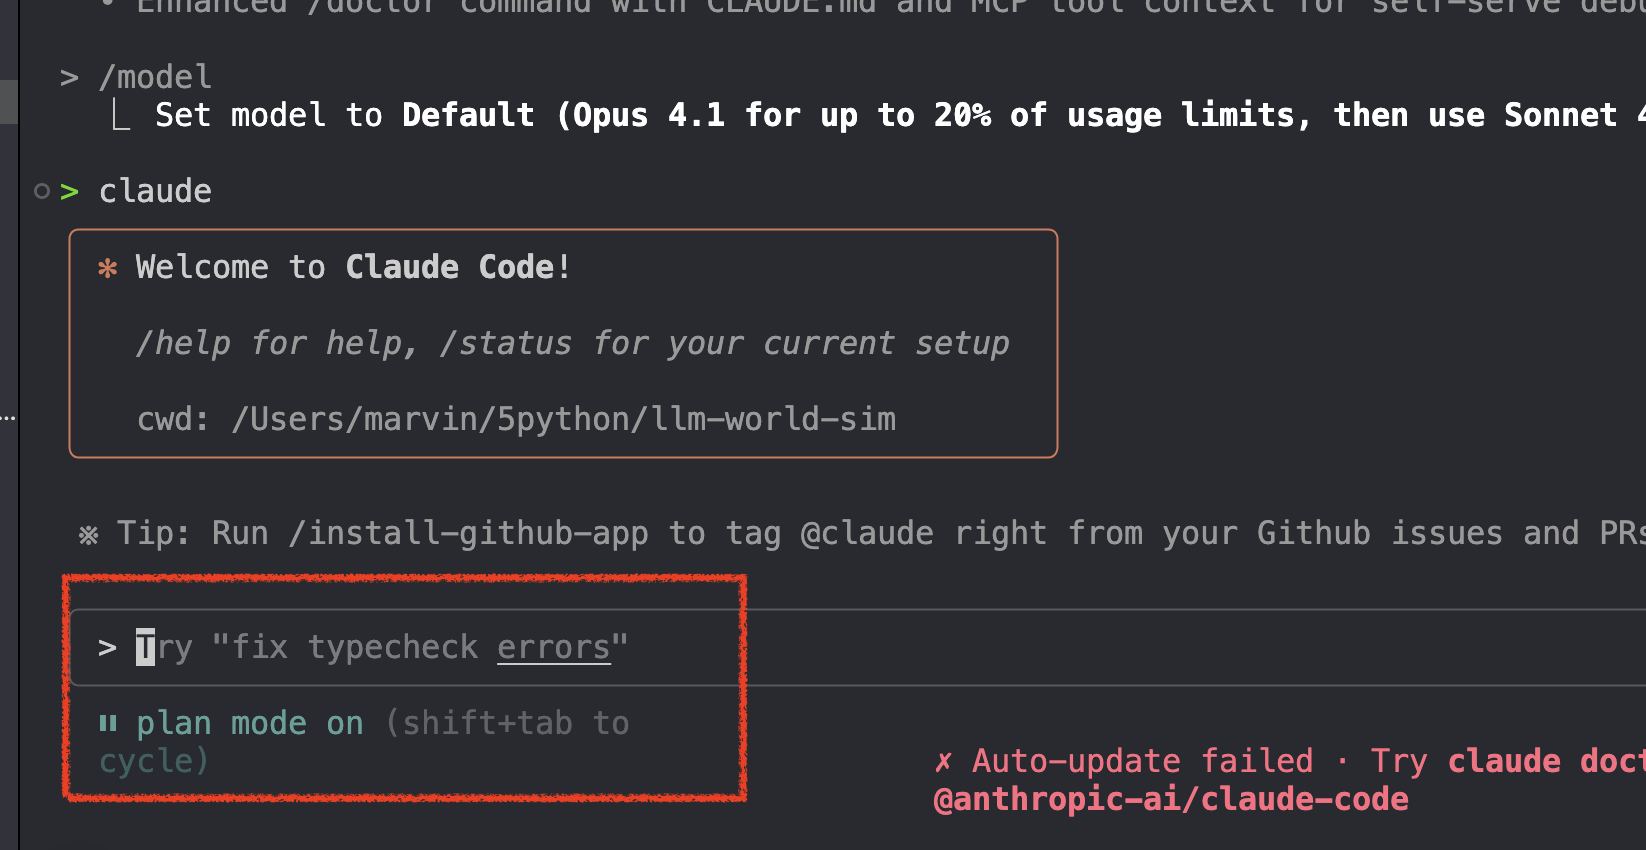 • Enhanced /doctor command with CLAUDE.md and MCP tool context for self-serve
> /model
Set model to Default (Opus 4.1 for up to 20% of usage limits, then use Sonnet
> claude
✻ Welcome to Claude Code!
/help for help, /status for your current setup
cwd: /Users/marvin/5python/llm-world-sim
...
※ Tip: Run /install-github-app to tag @claude right from your Github issues and PRs
> Try "fix typecheck errors"
⏸ plan mode on (shift+tab to
cycle)
✗ Auto-update failed · Try claude
@anthropic-ai/claude-code